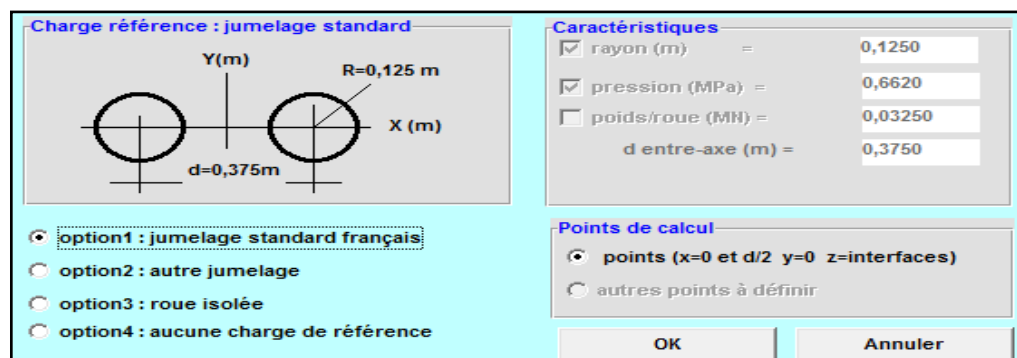 Charge référence : jumelage standard
Y(m)
R=0,125 m
X (m)
d=0,375m
option1 : jumelage standard français
option2 : autre jumelage
option3 : roue isolée
option4 : aucune charge de référence
Caractéristiques
rayon (m) = 0,1250
pression (MPa) = 0,6620
poids/roue (MN) = 0,03250
d entre-axe (m) = 0,3750
Points de calcul
points (x=0 et d/2 y=0 z=interfaces)
autres points à définir
OK Annuler